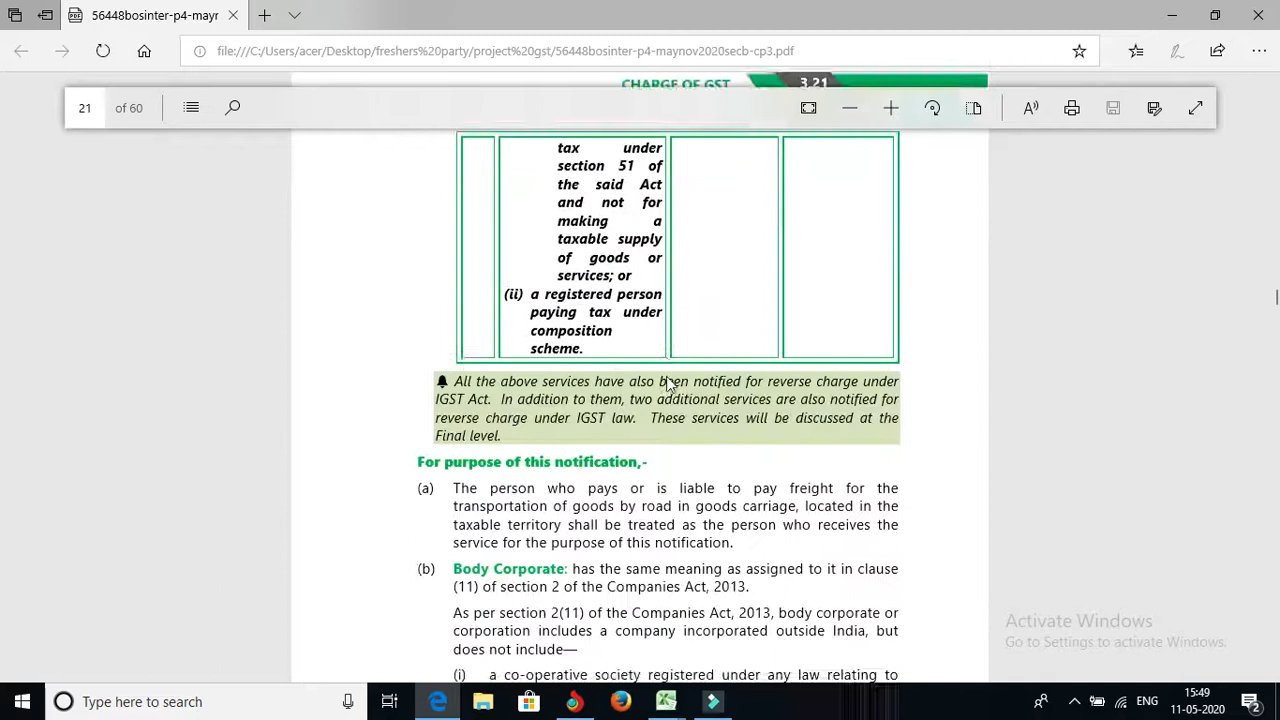 56448bosinter-p4-mayn
file:///C:/Users/acer/Desktop/freshers%20party/project%20gst/56448bosinter-p4-maynov2020secb-cp3.pdf
CHARGE OF GST 3.21
21 of 60
tax under
section 51 of
the said Act
and not for
making a
taxable supply
of goods or
services; or
(ii) a registered person
paying tax under
composition
scheme.
All the above services have also been notified for reverse charge under
IGST Act. In addition to them, two additional services are also notified for
reverse charge under IGST law. These services will be discussed at the
Final level.
For purpose of this notification,-
(a) The person who pays or is liable to pay freight for the
transportation of goods by road in goods carriage, located in the
taxable territory shall be treated as the person who receives the
service for the purpose of this notification.
(b) Body Corporate: has the same meaning as assigned to it in clause
(11) of section 2 of the Companies Act, 2013.
As per section 2(11) of the Companies Act, 2013, body corporate or
corporation includes a company incorporated outside India, but
does not include—
(i) a co-operative society registered under any law relating to
Activate Windows
Go to Settings to activate Windows.
Type here to search
ENG
15:49
11-05-2020
2